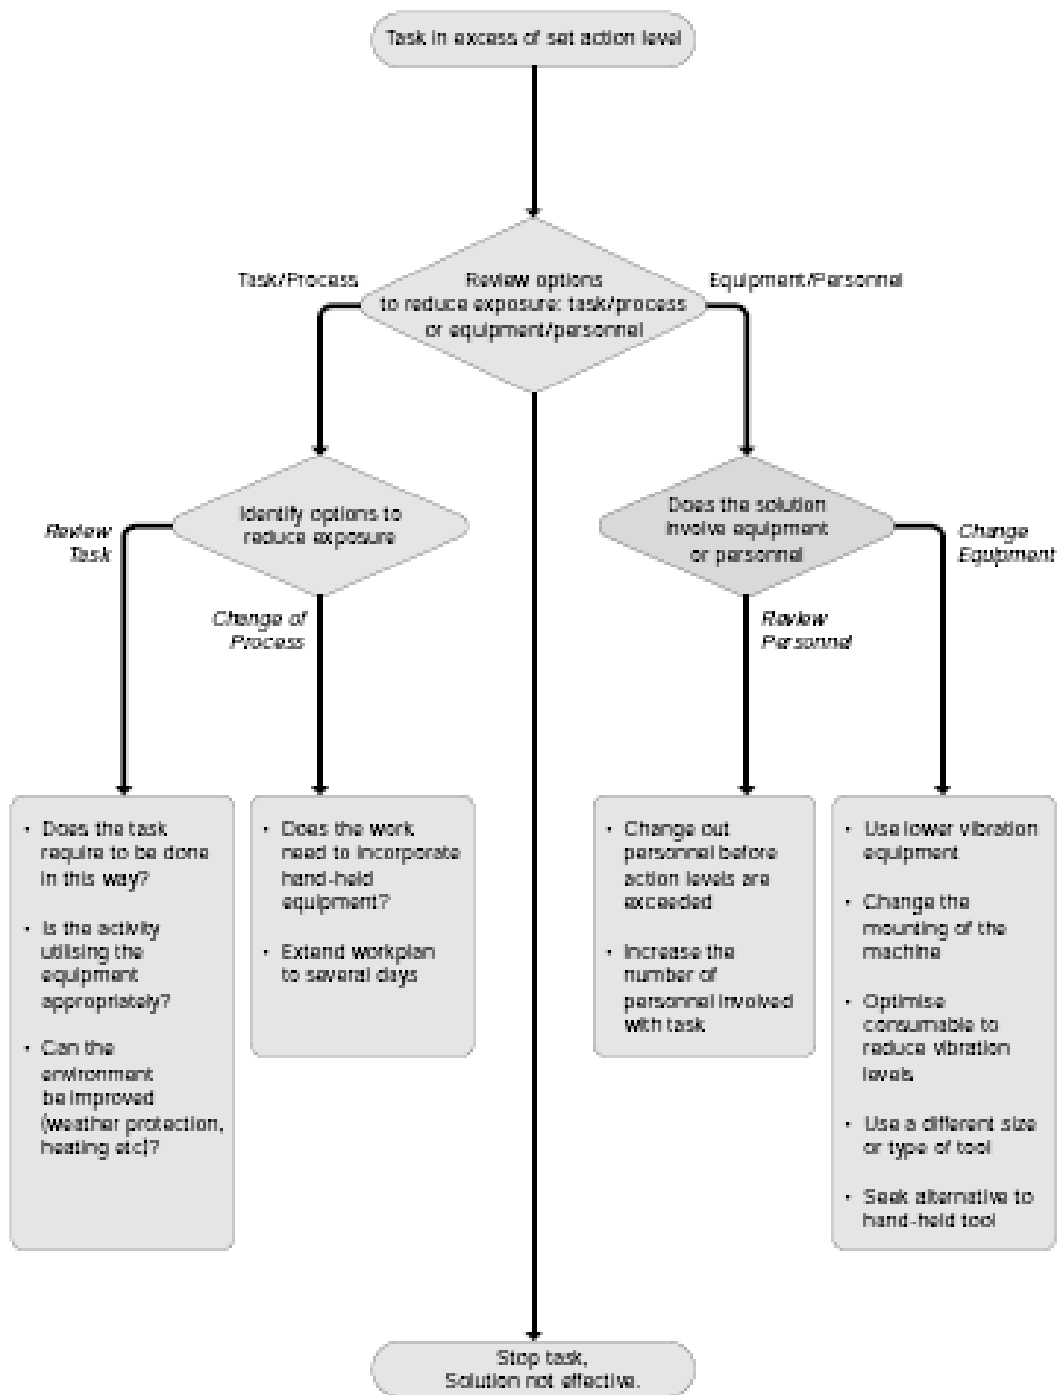 Task in excess of set action level
Task/Process
Review options
to reduce exposure: task/process
or equipment/personnel
Equipment/Personnel
Review
Task
Identify options to
reduce exposure
Change of
Process
Does the solution
involve equipment
or personnel
Review
Personnel
Change
Equipment
• Does the task
require to be done
in this way?
• Is the activity
utilising the
equipment
appropriately?
• Can the
environment
be improved
(weather protection,
heating etc)?
• Does the work
need to incorporate
hand-held
equipment?
• Extend workplan
to several days
• Change out
personnel before
action levels are
exceeded
• Increase the
number of
personnel involved
with task
• Use lower vibration
equipment
• Change the
mounting of the
machine
• Optimise
consumable to
reduce vibration
levels
• Use a different size
or type of tool
• Seek alternative to
hand-held tool
Stop task,
Solution not effective.